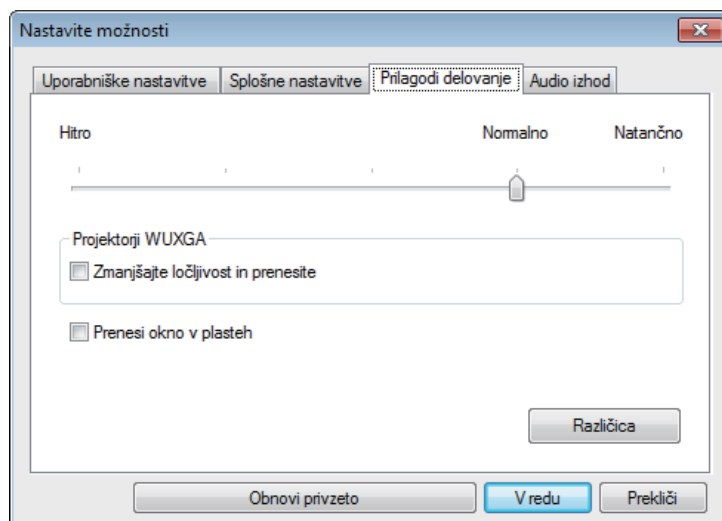 Nastavite možnosti
Uporabniške nastavitve Splošne nastavitve Prilagodi delovanje Audio izhod
Hitro Normalno Natančno
Projektorji WUXGA
Zmanjšajte ločljivost in prenesite
Prenesi okno v plasteh
Različica
Obnovi privzeto V redu Prekliči